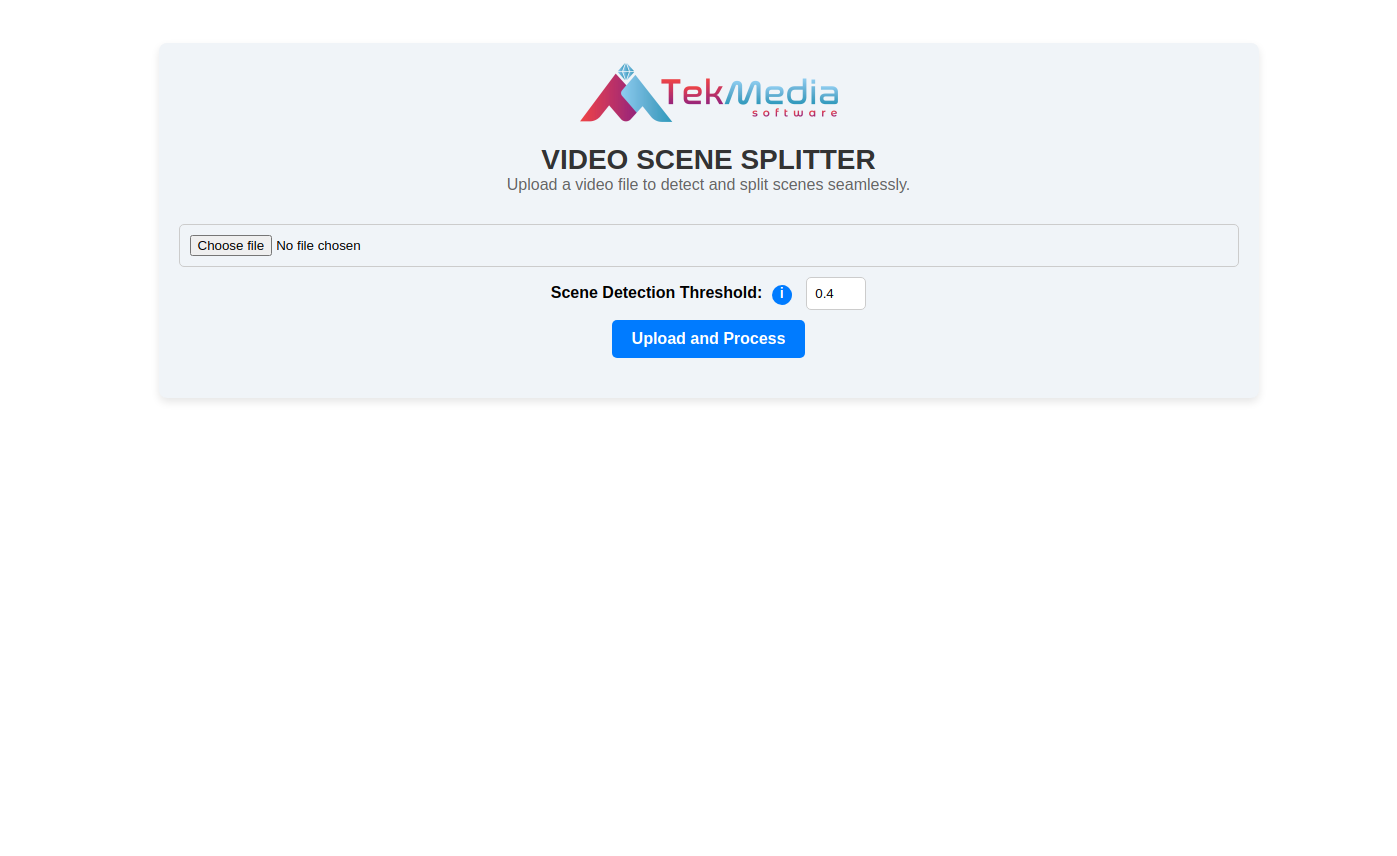 TekMedia
software
VIDEO SCENE SPLITTER
Upload a video file to detect and split scenes seamlessly.
Choose file No file chosen
Scene Detection Threshold: i 0.4
Upload and Process